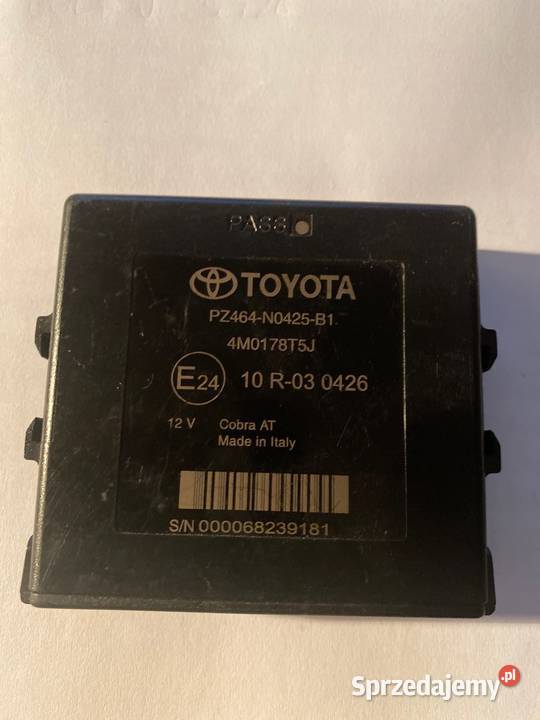 PASS
TOYOTA
PZ464-N0425-B1
4M0178T5J
E24 10 R-03 0426
12 V Cobra AT
Made in Italy
S/N 000068239181
Sprzedajemy.pl